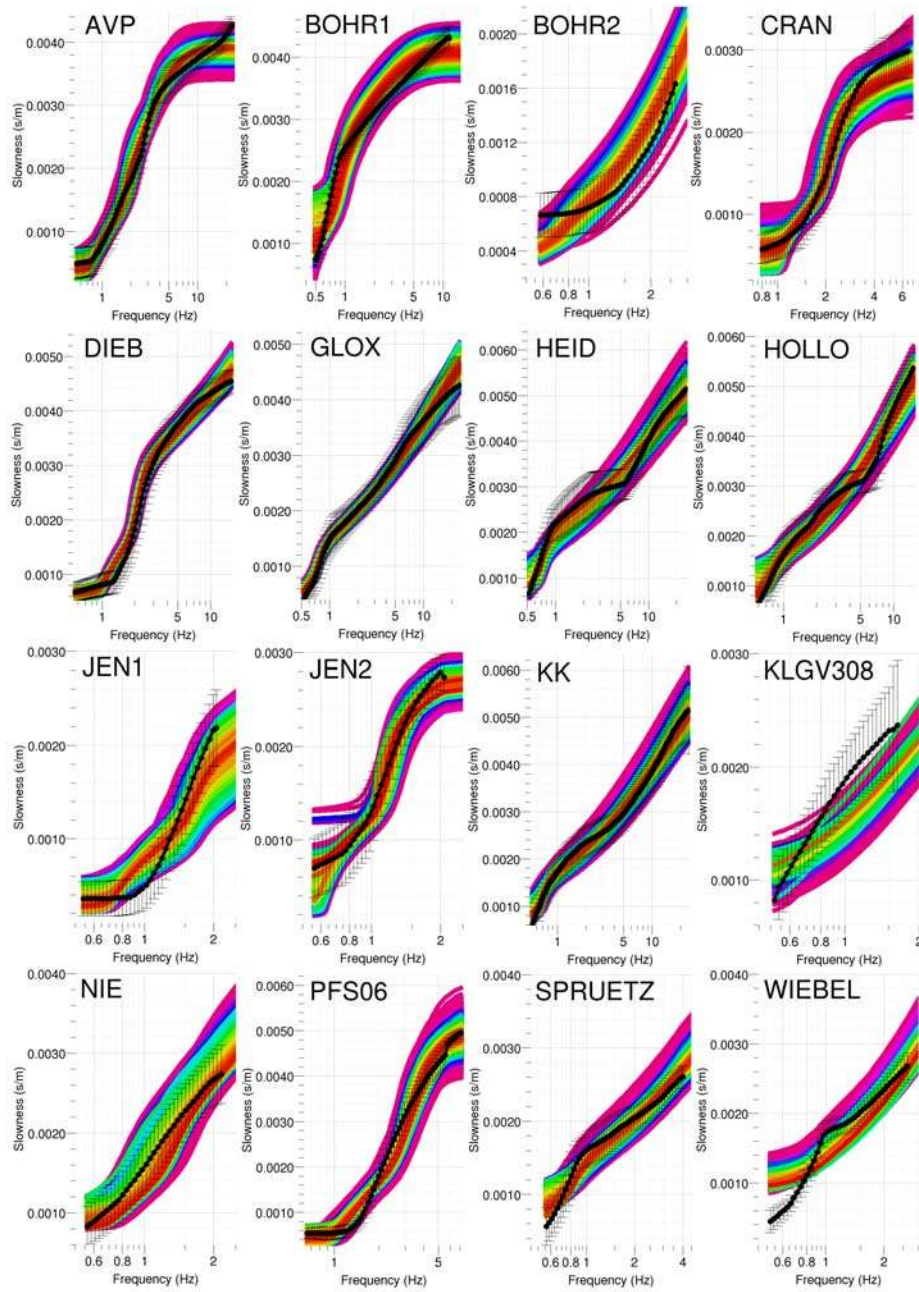 AVP
Slowness (s/m)
0.0040
0.0030
0.0020
0.0010
1 5 10
Frequency (Hz)
BOHR1
Slowness (s/m)
0.0040
0.0030
0.0020
0.0010
0.5 1 5 10
Frequency (Hz)
BOHR2
Slowness (s/m)
0.0020
0.0016
0.0012
0.0008
0.0004
0.6 0.8 1 2
Frequency (Hz)
CRAN
Slowness (s/m)
0.0030
0.0020
0.0010
0.8 1 2 4 6
Frequency (Hz)
DIEB
Slowness (s/m)
0.0050
0.0040
0.0030
0.0020
0.0010
1 5 10
Frequency (Hz)
GLOX
Slowness (s/m)
0.0050
0.0040
0.0030
0.0020
0.0010
0.5 1 5 10
Frequency (Hz)
HEID
Slowness (s/m)
0.0060
0.0050
0.0040
0.0030
0.0020
0.0010
0.5 1 5 10
Frequency (Hz)
HOLLO
Slowness (s/m)
0.0060
0.0050
0.0040
0.0030
0.0020
0.0010
1 5 10
Frequency (Hz)
JEN1
Slowness (s/m)
0.0030
0.0020
0.0010
0.6 0.8 1 2
Frequency (Hz)
JEN2
Slowness (s/m)
0.0030
0.0020
0.0010
0.6 0.8 1 2
Frequency (Hz)
KK
Slowness (s/m)
0.0060
0.0050
0.0040
0.0030
0.0020
0.0010
1 5 10
Frequency (Hz)
KLGV308
Slowness (s/m)
0.0030
0.0020
0.0010
0.6 0.8 1 2
Frequency (Hz)
NIE
Slowness (s/m)
0.0040
0.0030
0.0020
0.0010
0.6 0.8 1 2
Frequency (Hz)
PFS06
Slowness (s/m)
0.0060
0.0050
0.0040
0.0030
0.0020
0.0010
1 5
Frequency (Hz)
SPRUETZ
Slowness (s/m)
0.0040
0.0030
0.0020
0.0010
0.6 0.8 1 2 4
Frequency (Hz)
WIEBEL
Slowness (s/m)
0.0040
0.0030
0.0020
0.0010
0.6 0.8 1 2
Frequency (Hz)